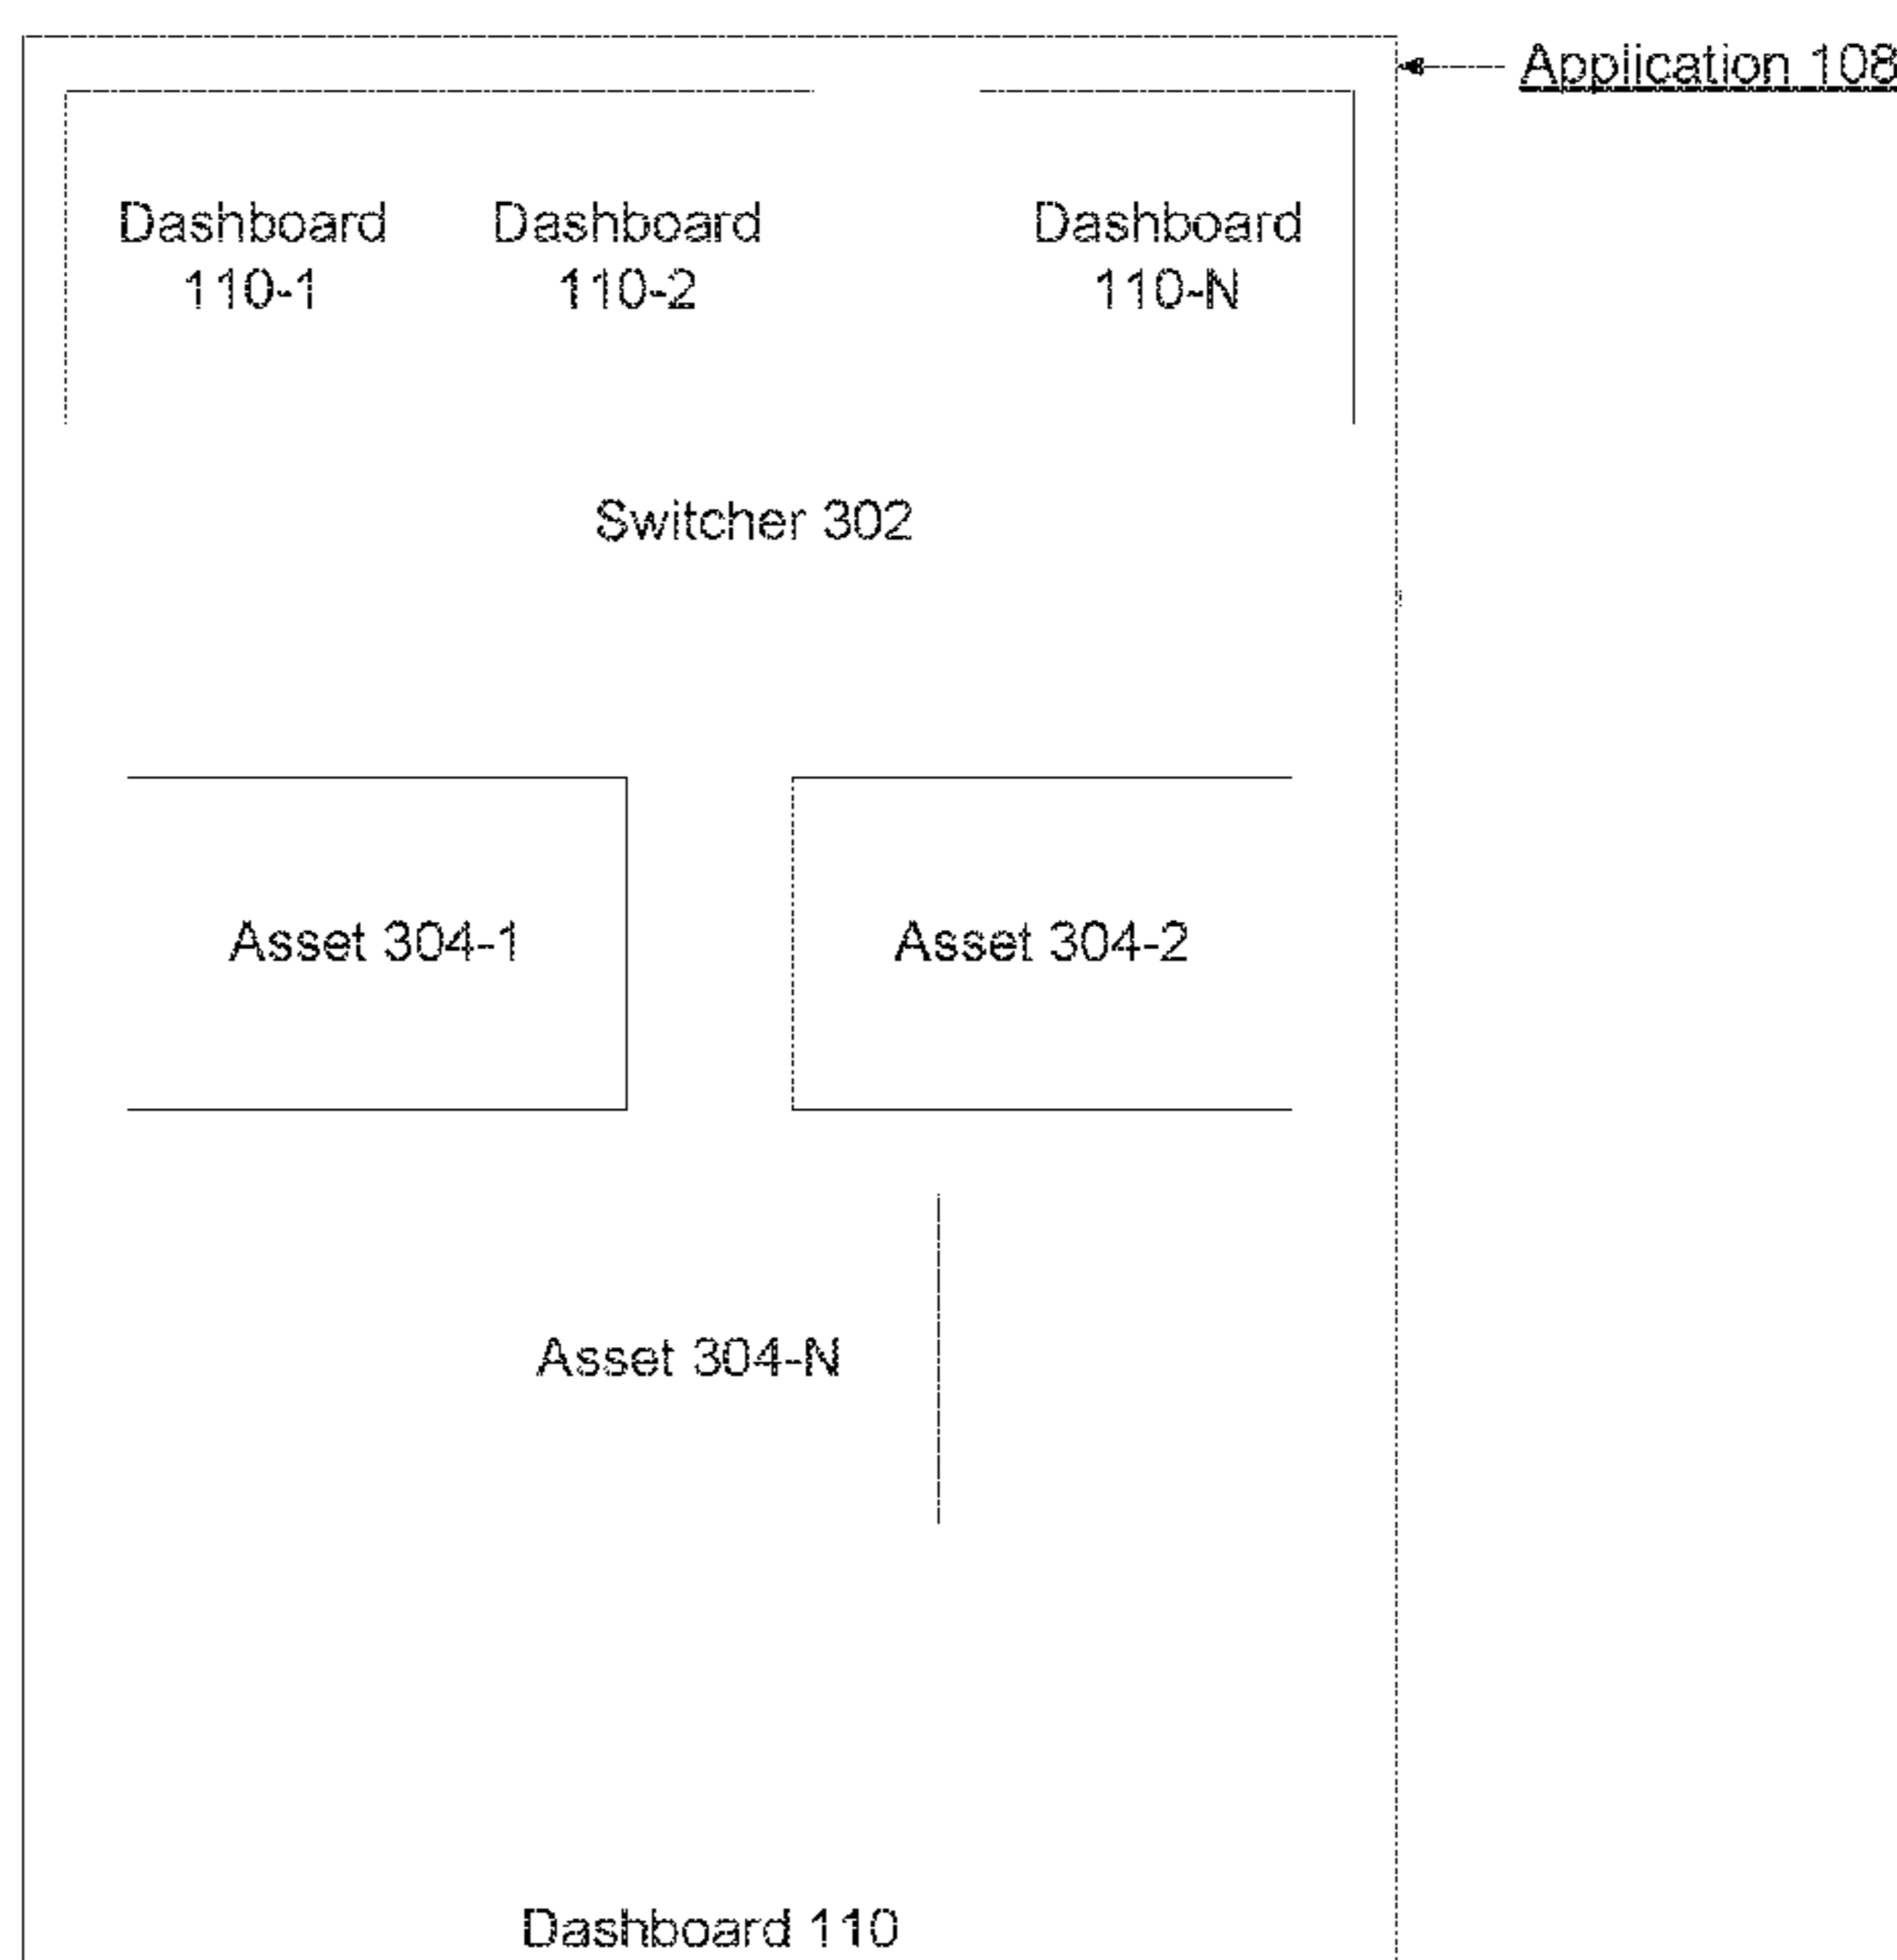 Application 108
Dashboard Dashboard Dashboard
110-1 110-2 110-N
Switcher 302
Asset 304-1 Asset 304-2
Asset 304-N
Dashboard 110